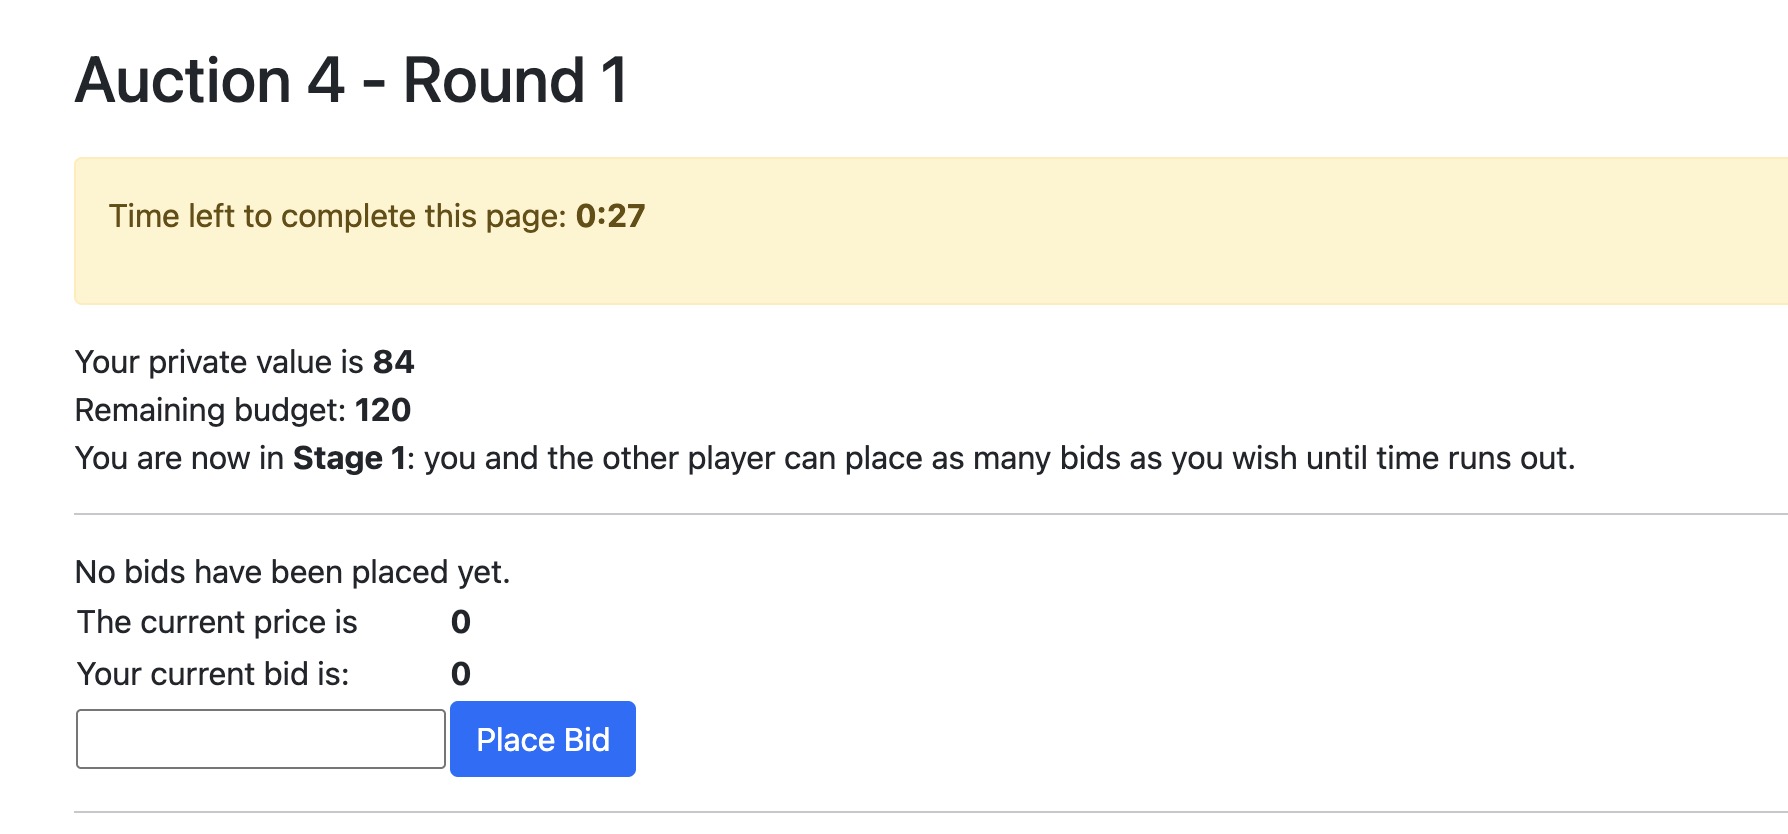 Auction 4 - Round 1
Time left to complete this page: 0:27
Your private value is 84
Remaining budget: 120
You are now in Stage 1: you and the other player can place as many bids as you wish until time runs out.
No bids have been placed yet.
The current price is 0
Your current bid is: 0
Place Bid